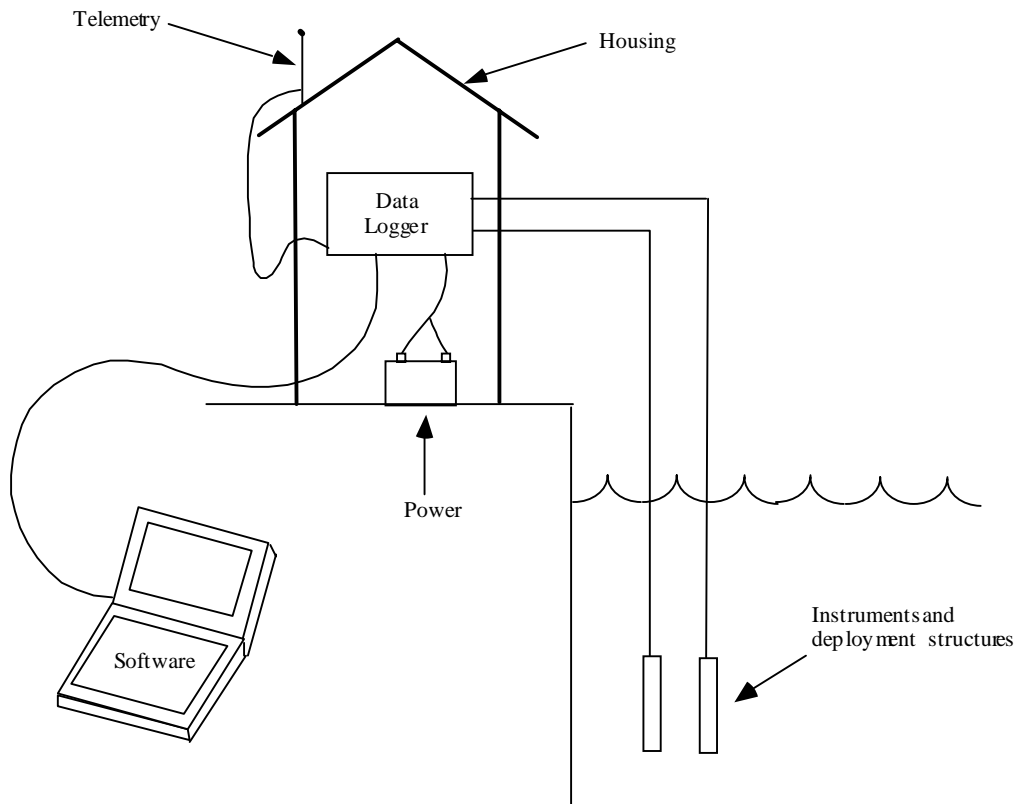 Telemetry
Housing
Data
Logger
Power
Instruments and
deployment structures
Software